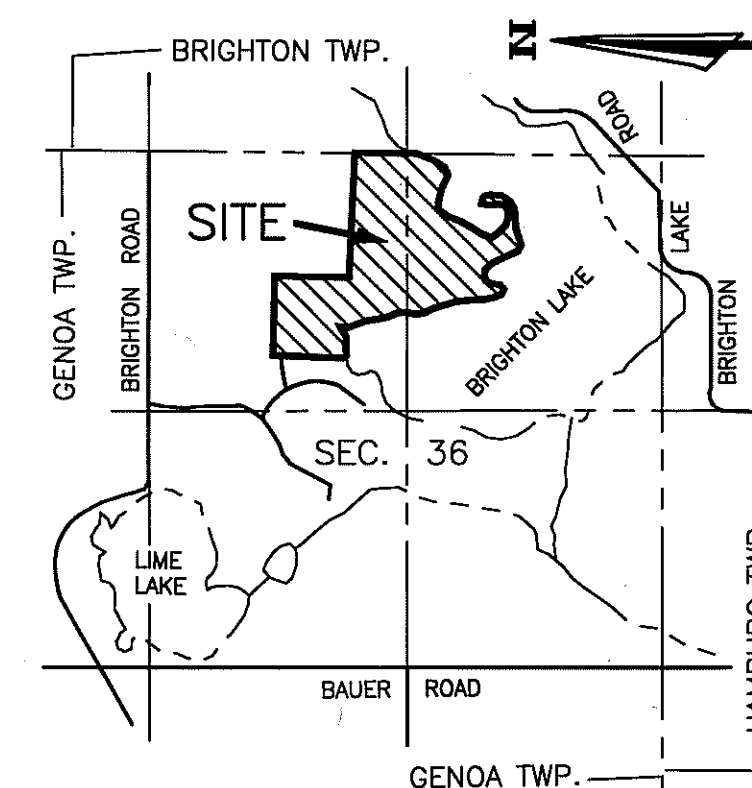 BRIGHTON TWP.
N
ROAD
GENOA TWP.
BRIGHTON ROAD
SITE
LAKE
BRIGHTON LAKE
BRIGHTON
SEC. 36
LIME
LAKE
BAUER ROAD
GENOA TWP.